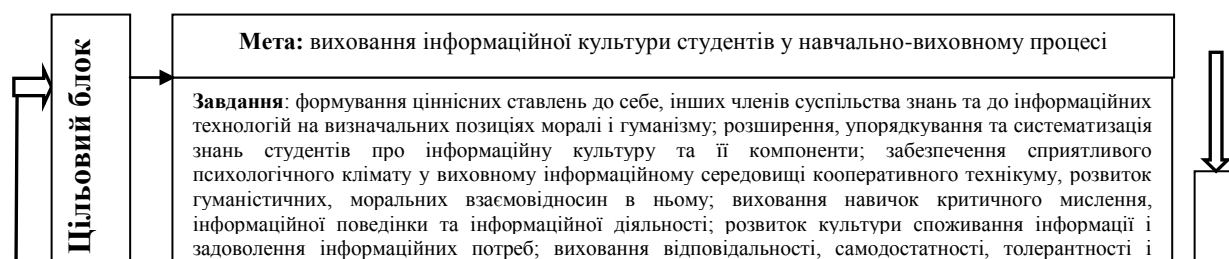 Цільовий блок
Мета: виховання інформаційної культури студентів у навчально-виховному процесі
Завдання: формування ціннісних ставлень до себе, інших членів суспільства знань та до інформаційних
технологій на визначальних позиціях моралі і гуманізму; розширення, упорядкування та систематизація
знань студентів про інформаційну культуру та її компоненти; забезпечення сприятливого
психологічного клімату у виховному інформаційному середовищі кооперативного технікуму, розвиток
гуманістичних, моральних взаємовідносин в ньому; виховання навичок критичного мислення,
інформаційної поведінки та інформаційної діяльності; розвиток культури споживання інформації і
задоволення інформаційних потреб; виховання відповідальності, самодостатності, толерантності і